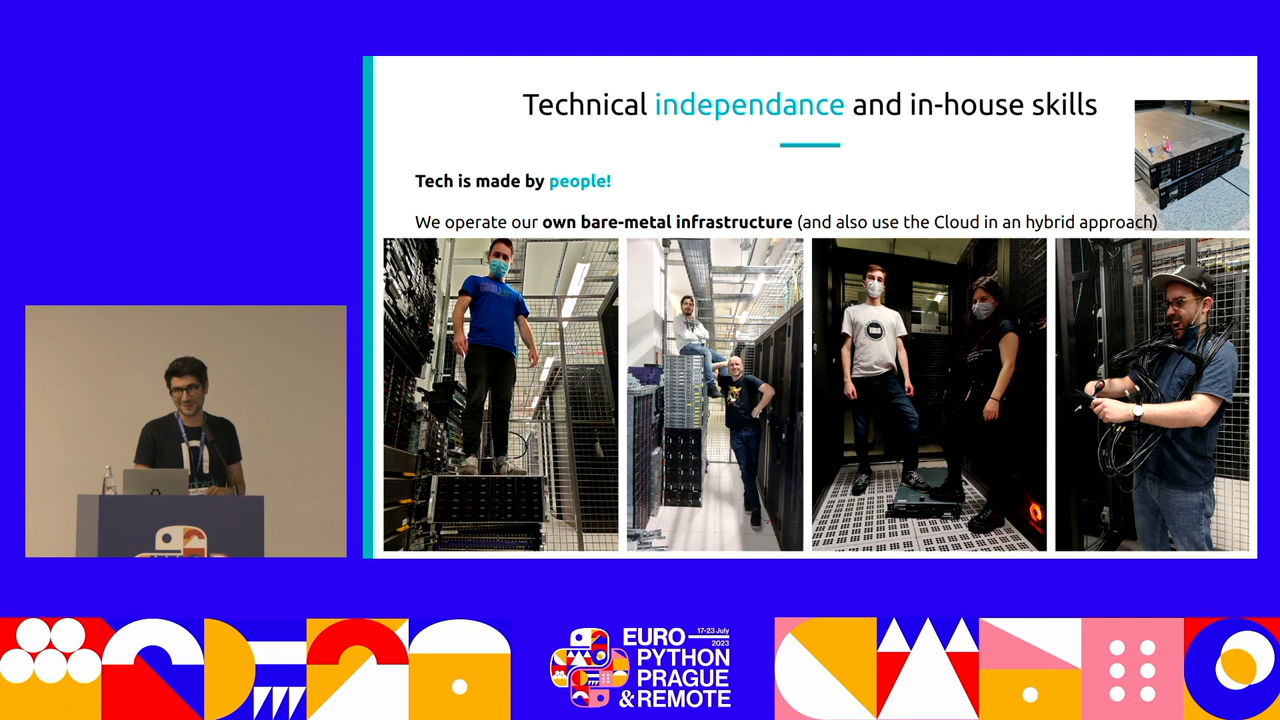 Technical independance and in-house skills
Tech is made by people!
We operate our own bare-metal infrastructure (and also use the Cloud in an hybrid approach)
EURO
17-23 July
2023
PYTHON
PRAGUE
& REMOTE